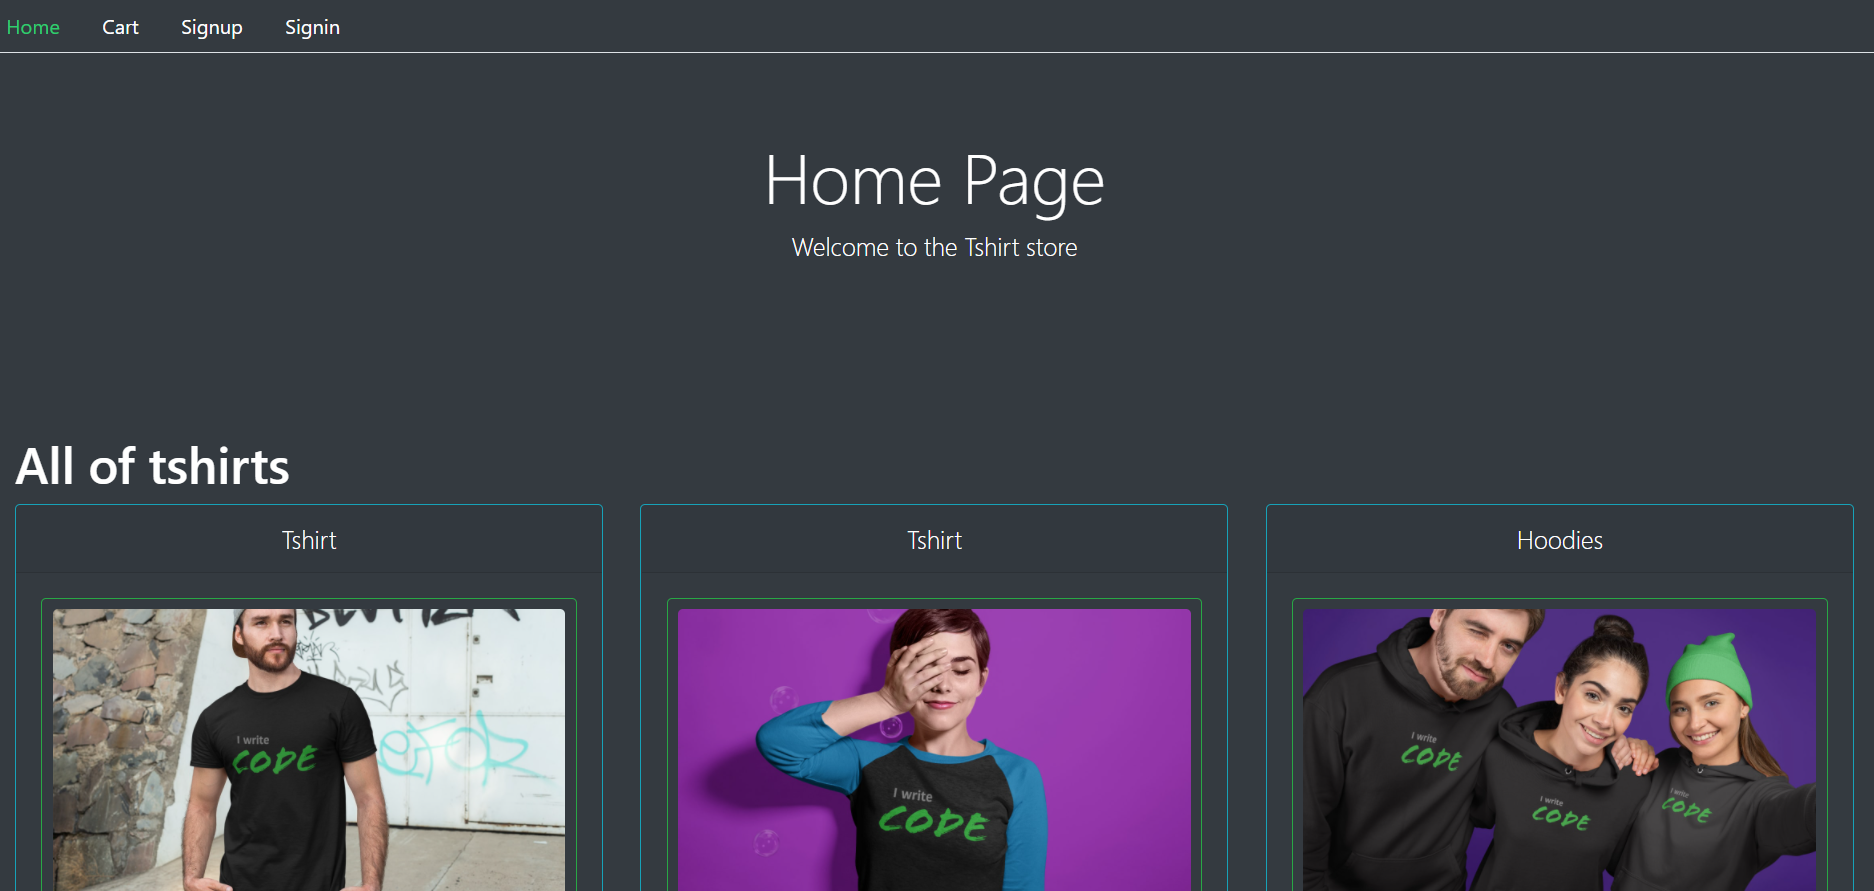 Home Cart Signup Signin
Home Page
Welcome to the Tshirt store
All of tshirts
Tshirt Tshirt Hoodies
I write
CODE
I write
CODE
I write
CODE
I write
CODE
I write
CODE